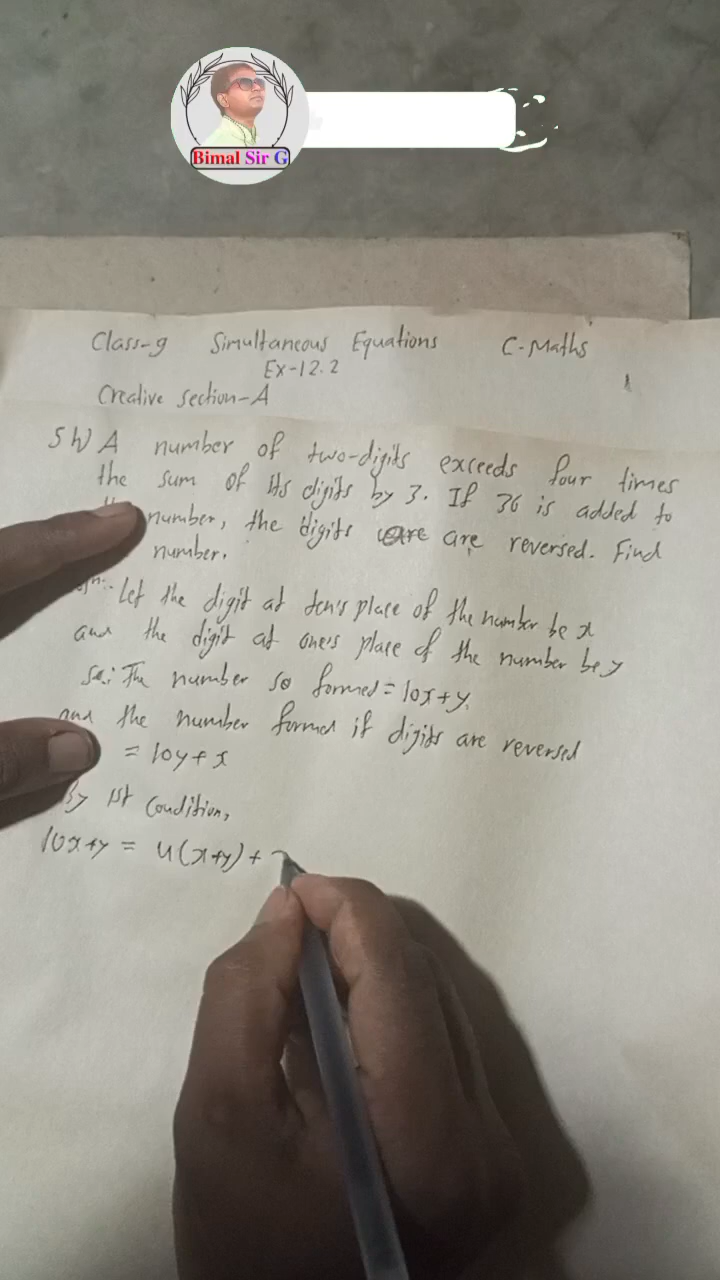 Bimal Sir G
Class-9 Simultaneous Equations C-Maths
Ex-12.2
Creative section-A
5 b) A number of two-digits exceeds four times
the sum of its digits by 3. If 36 is added to
number, the digits are are reversed. Find
number.
Let the digit at ten's place of the number be x
and the digit at one's place of the number be y
The number so formed = 10x+y.
and the number formed if digits are reversed
= 10y+x
By 1st condition,
10x+y = 4(x+y) +